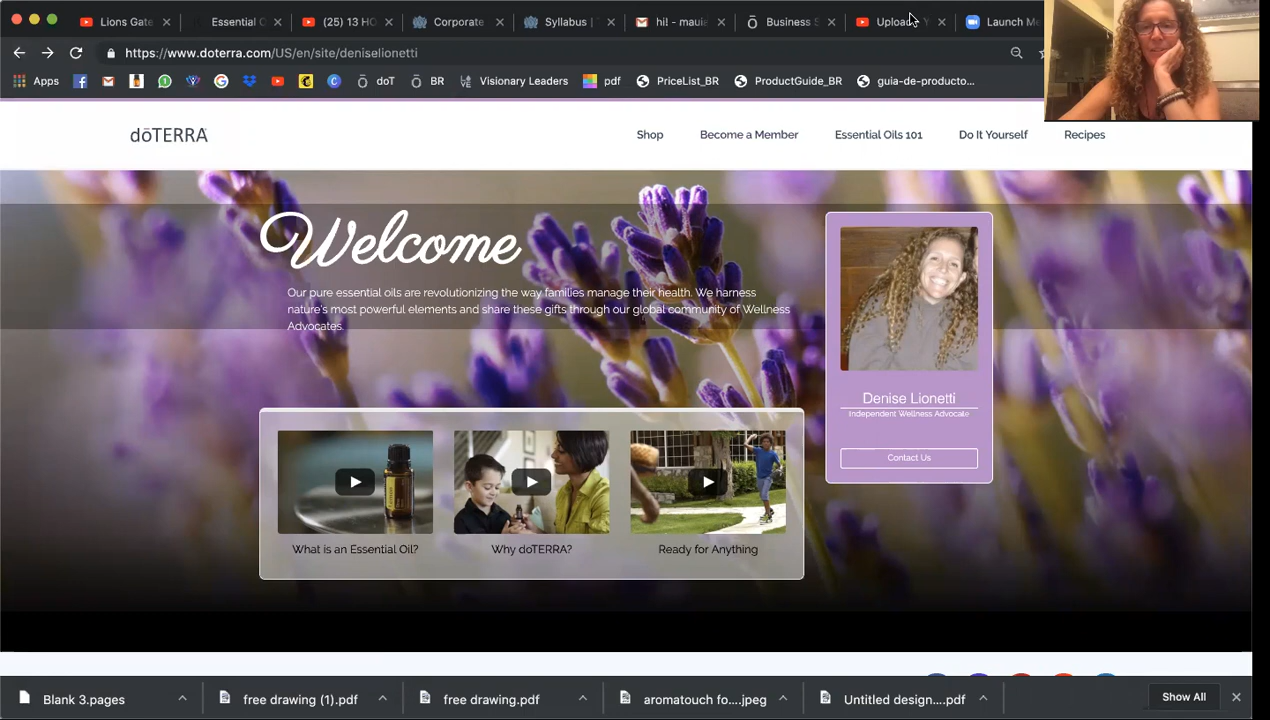 Lions Gate
Essential O
(25) 13 HO
Corporate
Syllabus |
hi! - maui
Business S
Upload
Launch Me
https://www.doterra.com/US/en/site/deniselionetti
Apps
doT
BR
Visionary Leaders
pdf
PriceList_BR
ProductGuide_BR
guia-de-producto...
dōTERRA
Shop
Become a Member
Essential Oils 101
Do It Yourself
Recipes
Welcome
Our pure essential oils are revolutionizing the way families manage their health. We harness
nature's most powerful elements and share these gifts through our global community of Wellness
Advocates.
Denise Lionetti
Independent Wellness Advocate
Contact Us
What is an Essential Oil?
Why doTERRA?
Ready for Anything
Blank 3.pages
free drawing (1).pdf
free drawing.pdf
aromatouch fo....jpeg
Untitled design....pdf
Show All